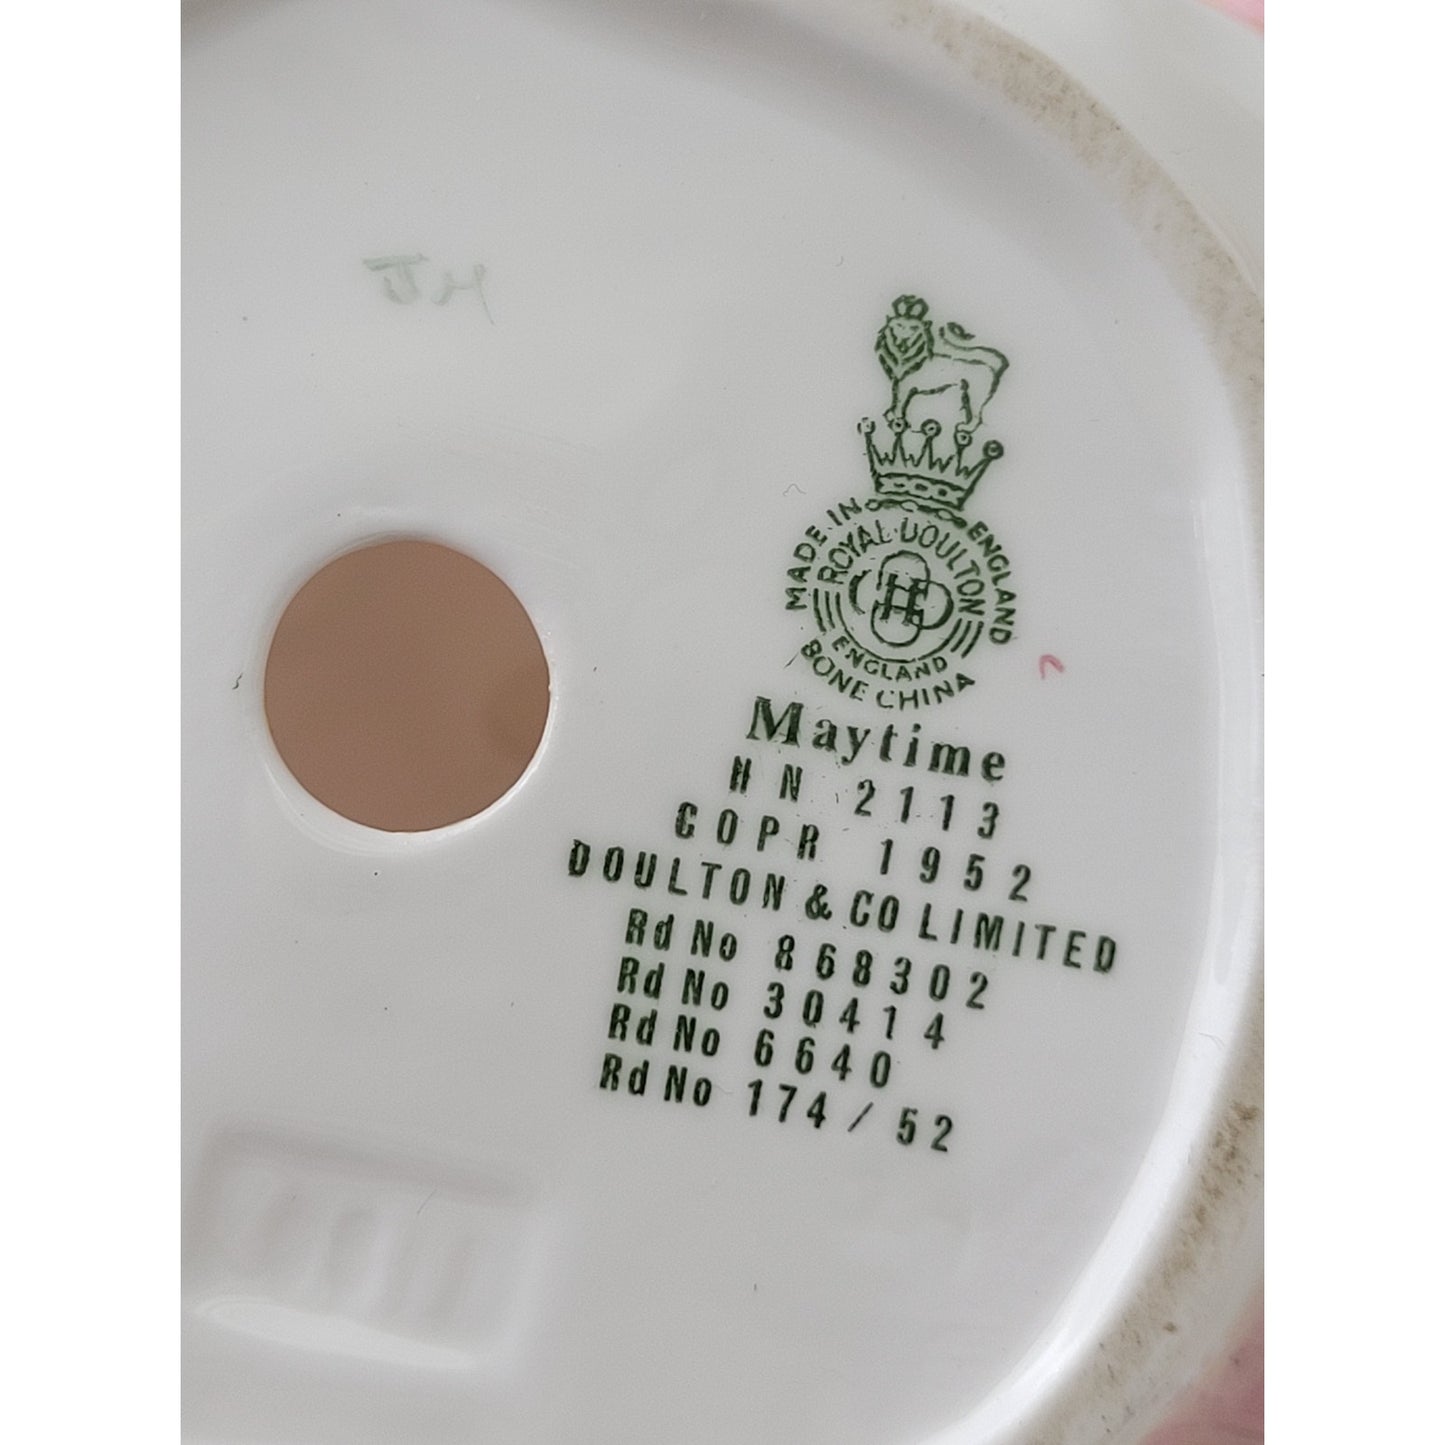 MADE IN ENGLAND
ROYAL DOULTON
ENGLAND
BONE CHINA
Maytime
HN 2113
COPR 1952
DOULTON & CO LIMITED
Rd No 868302
Rd No 30414
Rd No 6640
Rd No 174/52